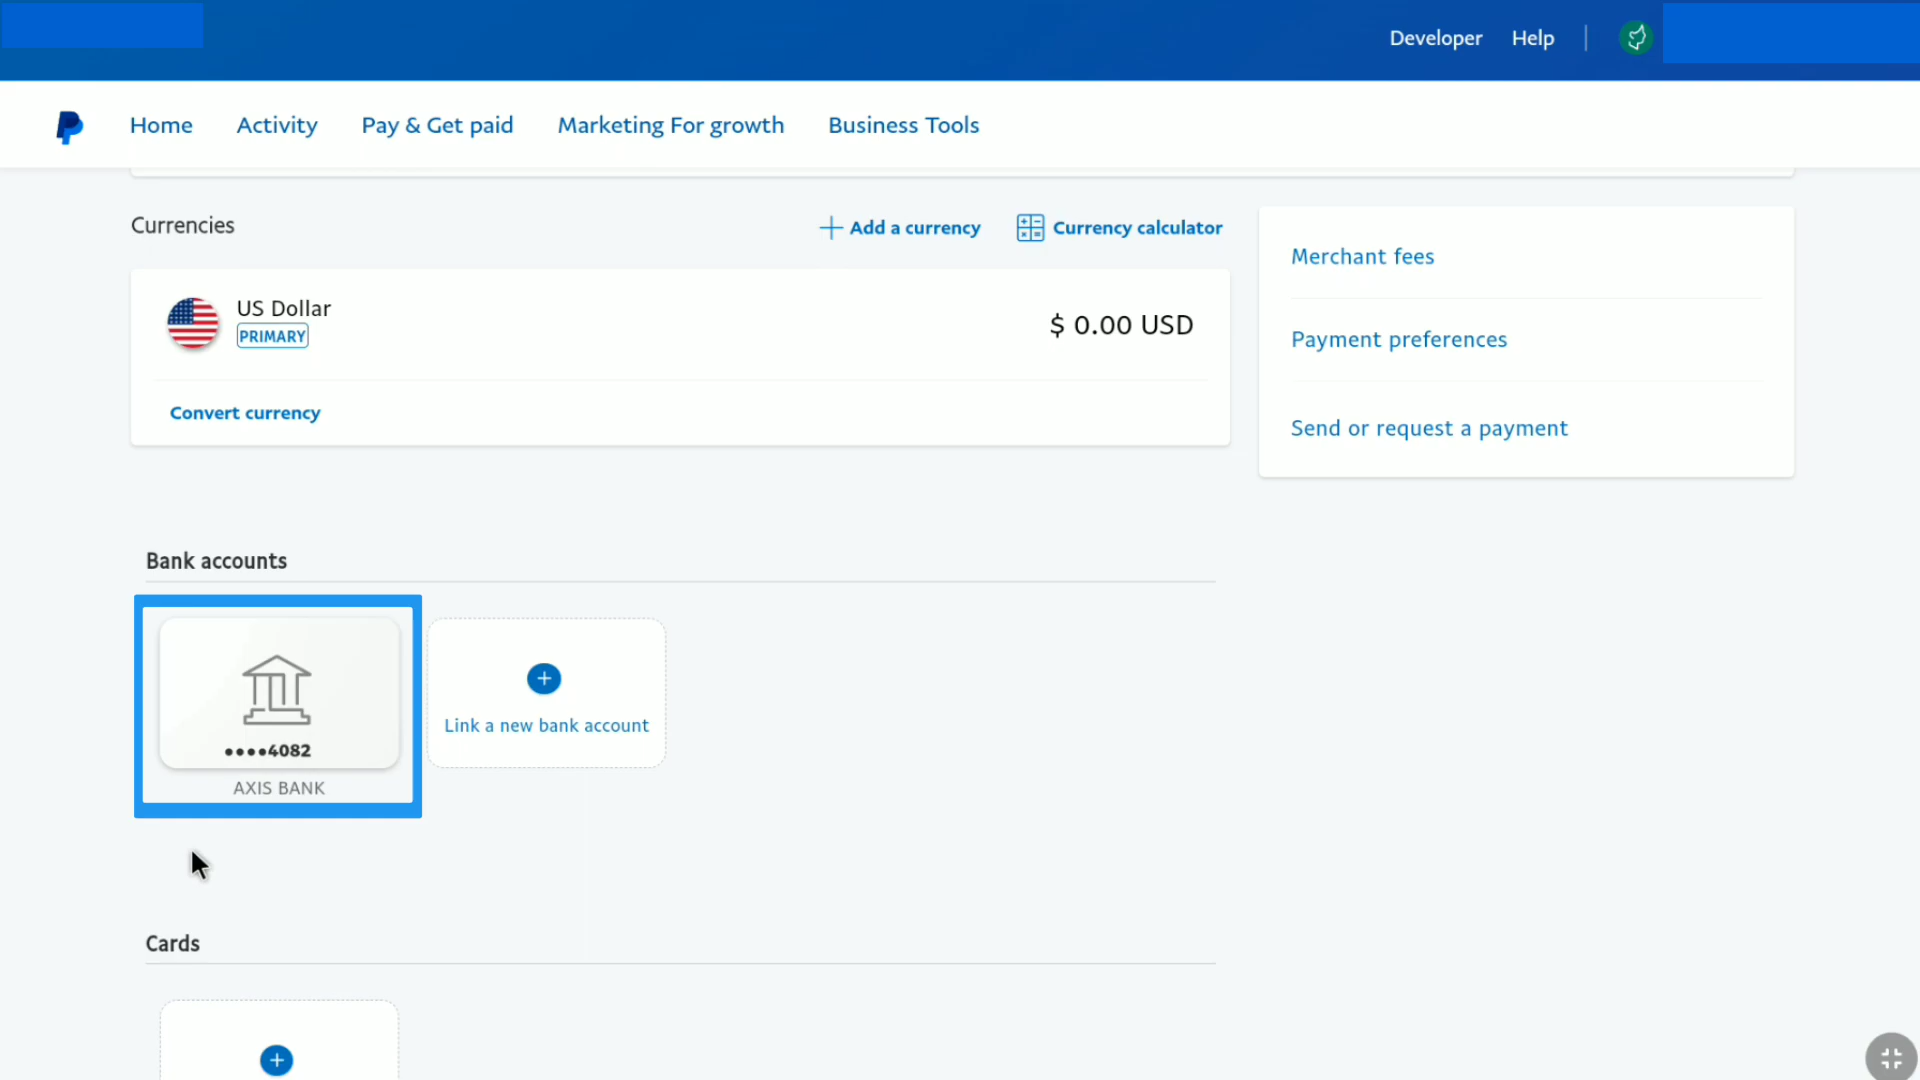 Developer
Help
Home
Activity
Pay & Get paid
Marketing For growth
Business Tools
Currencies
Add a currency
Currency calculator
US Dollar
PRIMARY
$ 0.00 USD
Convert currency
Merchant fees
Payment preferences
Send or request a payment
Bank accounts
••••4082
AXIS BANK
Link a new bank account
Cards